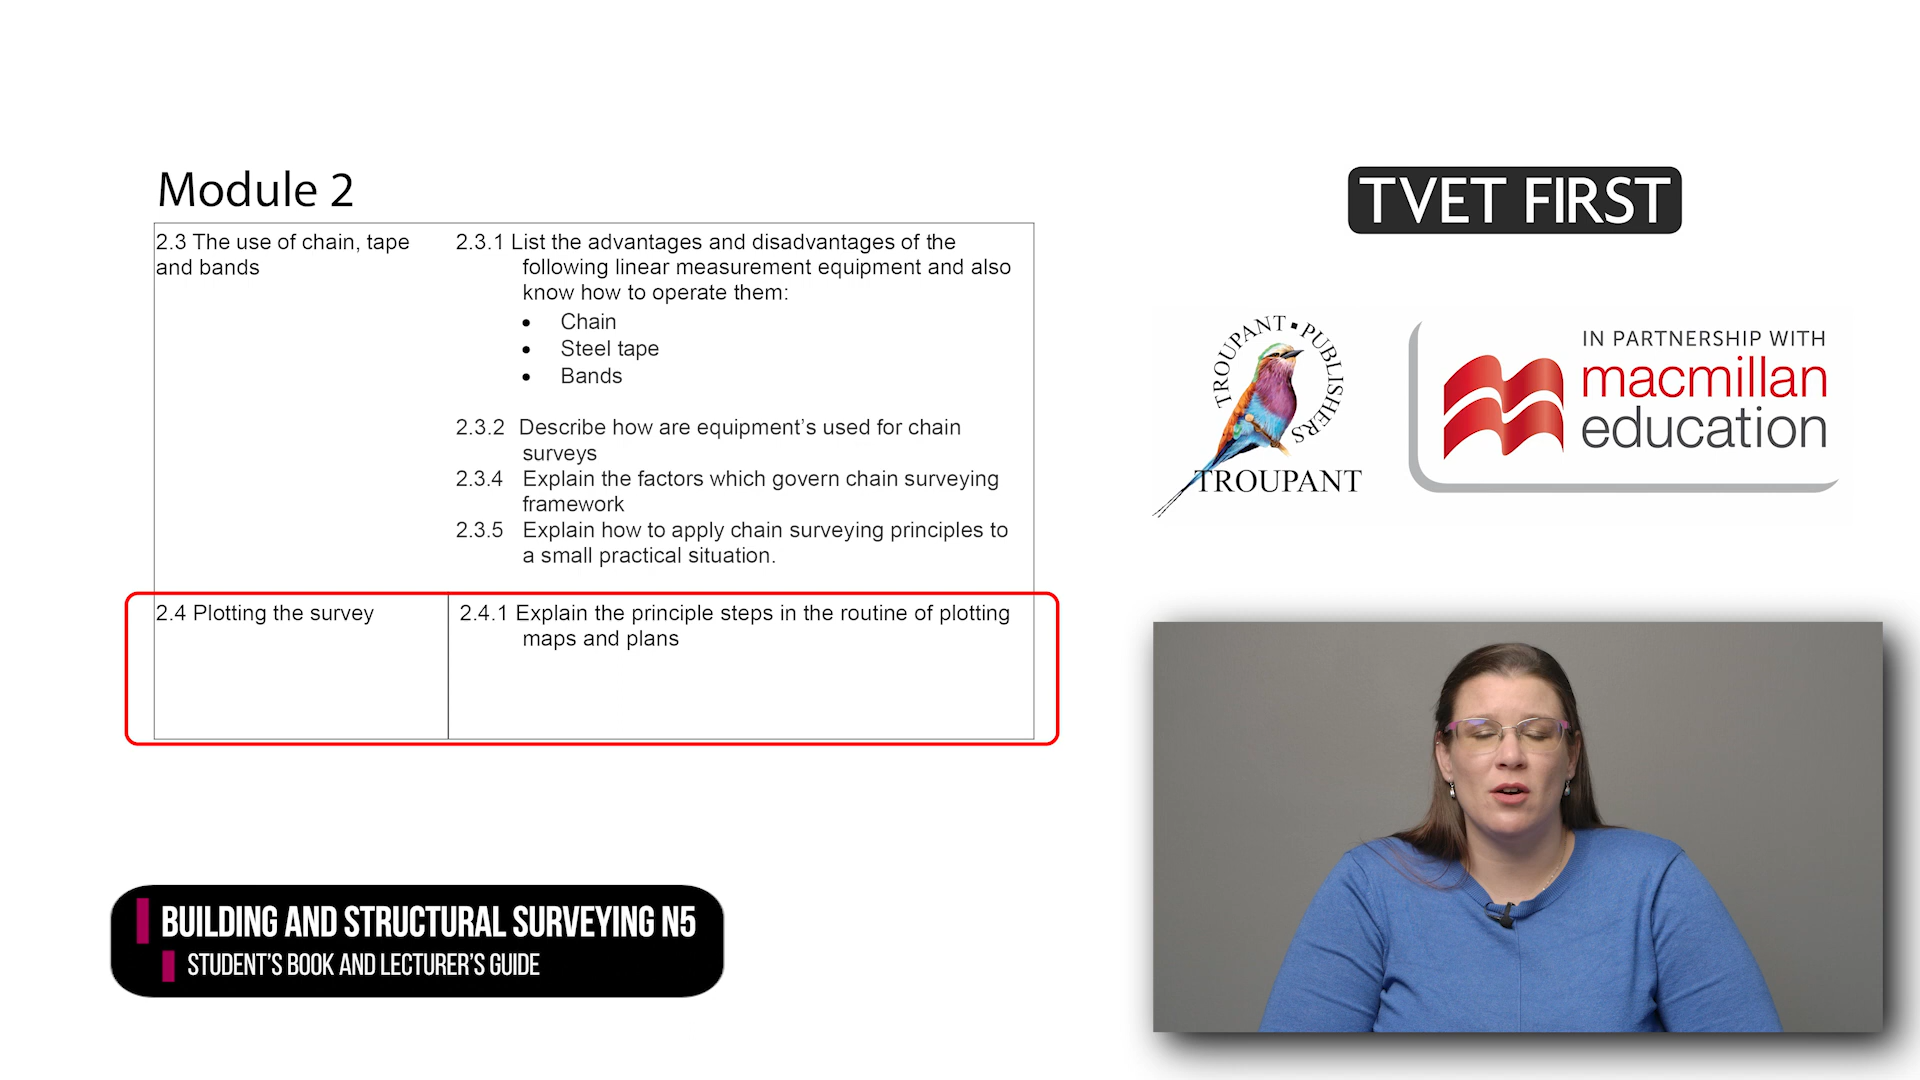 Module 2
2.3 The use of chain, tape
and bands
2.3.1 List the advantages and disadvantages of the
following linear measurement equipment and also
know how to operate them:
• Chain
• Steel tape
• Bands
2.3.2 Describe how are equipment’s used for chain
surveys
2.3.4 Explain the factors which govern chain surveying
framework
2.3.5 Explain how to apply chain surveying principles to
a small practical situation.
2.4 Plotting the survey
2.4.1 Explain the principle steps in the routine of plotting
maps and plans
TVET FIRST
TROUPANT ▪ PUBLISHERS
TROUPANT
IN PARTNERSHIP WITH
macmillan
education
BUILDING AND STRUCTURAL SURVEYING N5
STUDENT’S BOOK AND LECTURER’S GUIDE